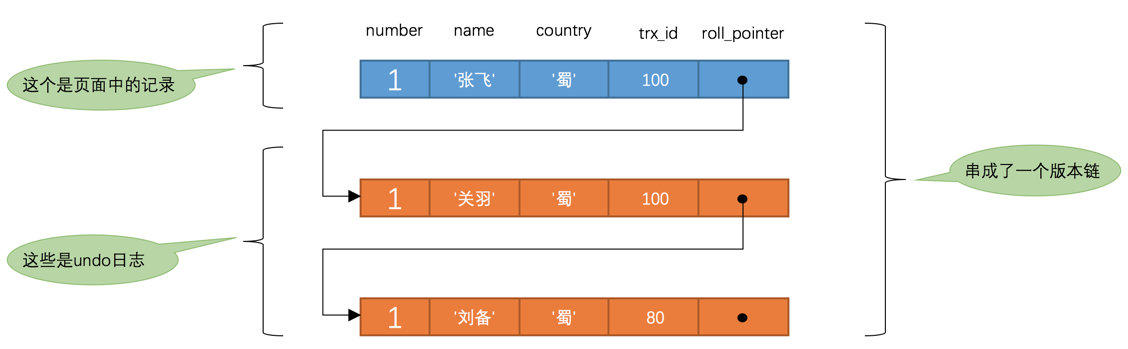 number name country trx_id roll_pointer
这个是页面中的记录
1 '张飞' '蜀' 100
串成了一个版本链
1 '关羽' '蜀' 100
这些是undo日志
1 '刘备' '蜀' 80